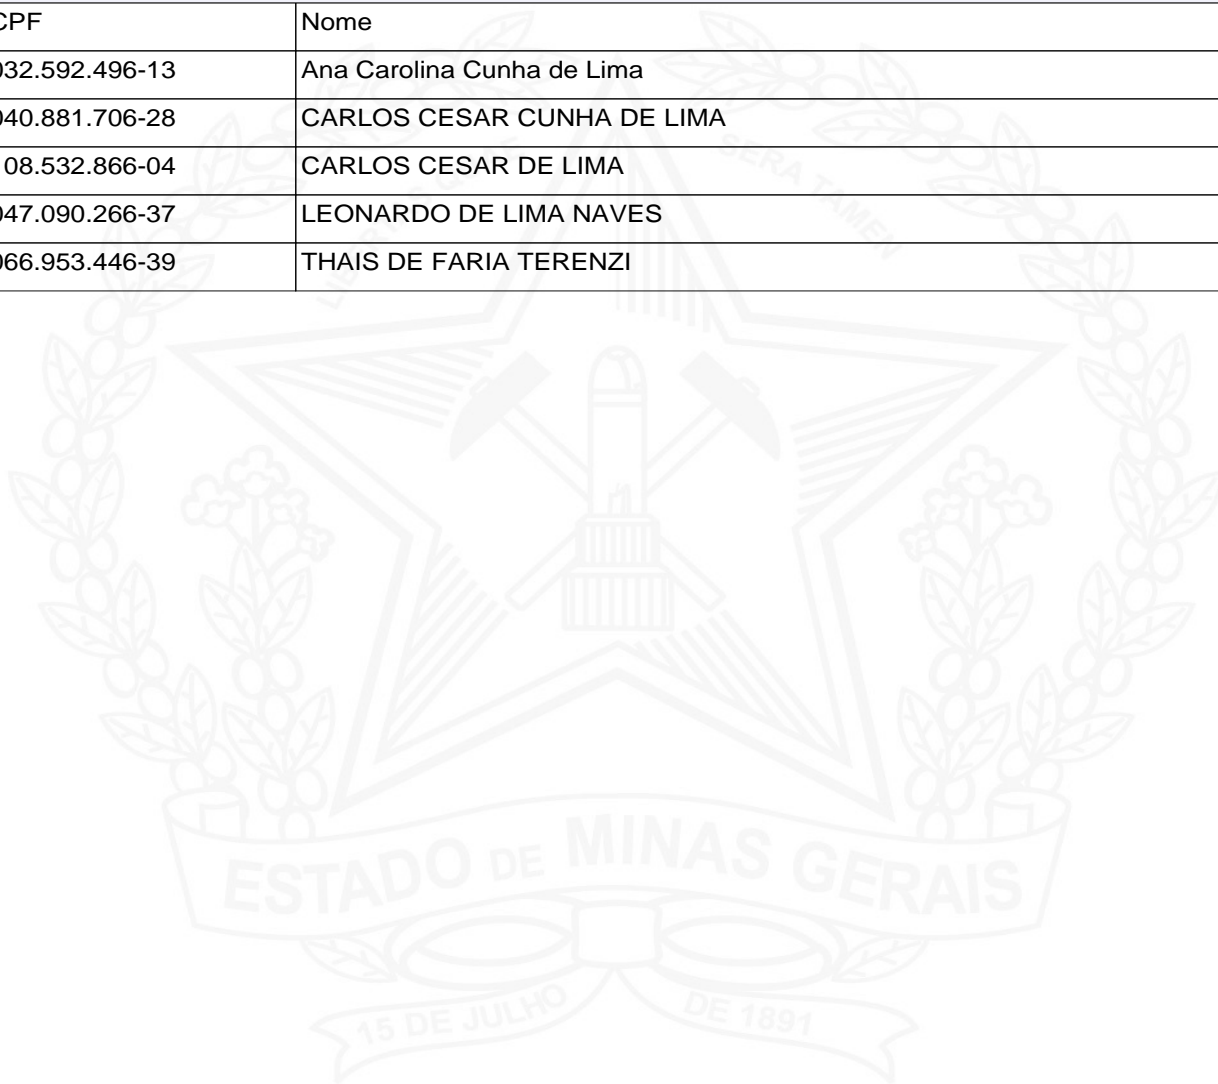 CPF Nome
032.592.496-13 Ana Carolina Cunha de Lima
040.881.706-28 CARLOS CESAR CUNHA DE LIMA
08.532.866-04 CARLOS CESAR DE LIMA
047.090.266-37 LEONARDO DE LIMA NAVES
066.953.446-39 THAIS DE FARIA TERENZI
SERA TAMEN
ESTADO DE MINAS GERAIS
15 DE JULHO DE 1891